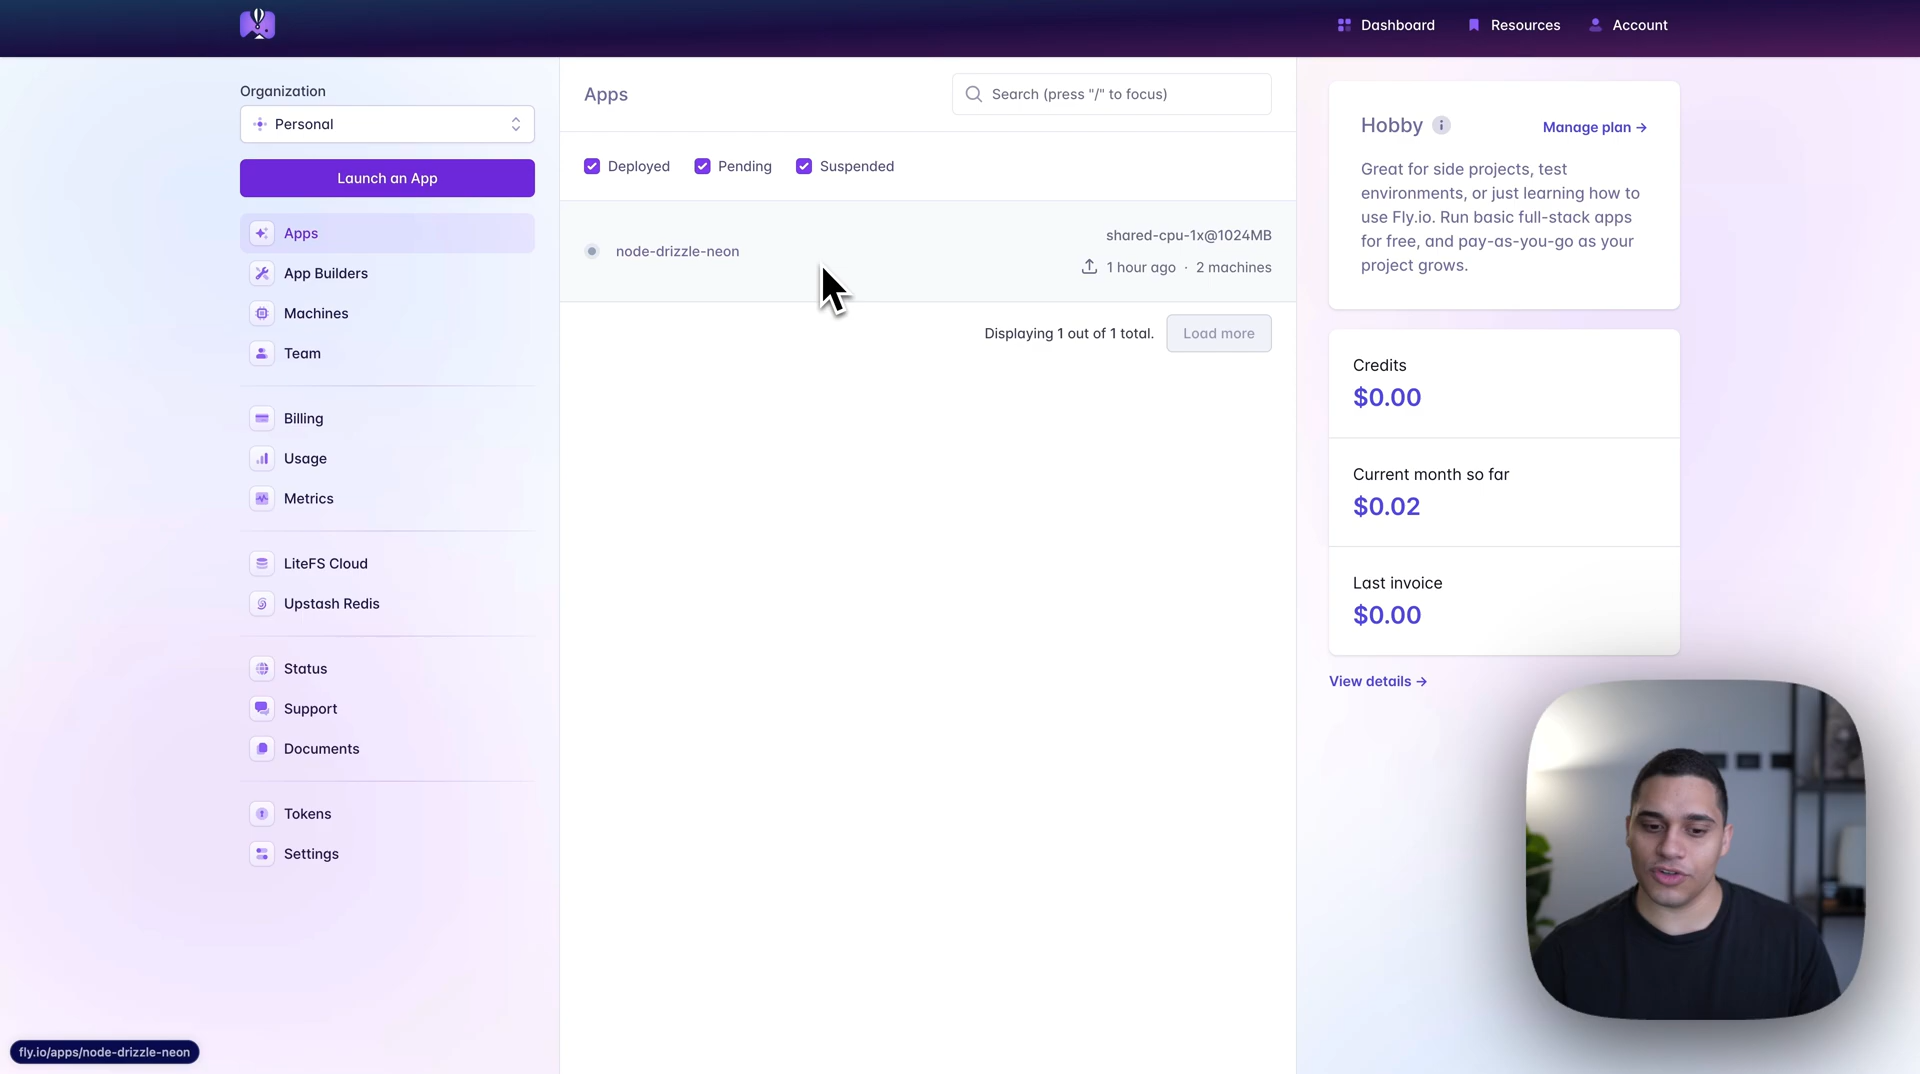 Dashboard
Resources
Account
Organization
Personal
Launch an App
Apps
App Builders
Machines
Team
Billing
Usage
Metrics
LiteFS Cloud
Upstash Redis
Status
Support
Documents
Tokens
Settings
fly.io/apps/node-drizzle-neon
Apps
Search (press "/" to focus)
Deployed
Pending
Suspended
node-drizzle-neon
shared-cpu-1x@1024MB
1 hour ago · 2 machines
Displaying 1 out of 1 total.
Load more
Hobby
Manage plan →
Great for side projects, test
environments, or just learning how to
use Fly.io. Run basic full-stack apps
for free, and pay-as-you-go as your
project grows.
Credits
$0.00
Current month so far
$0.02
Last invoice
$0.00
View details →